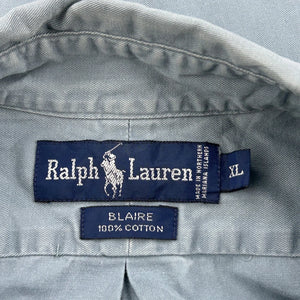 Ralph Lauren
MADE IN NORTHERN
MARIANA ISLANDS
XL
BLAIRE
100% COTTON